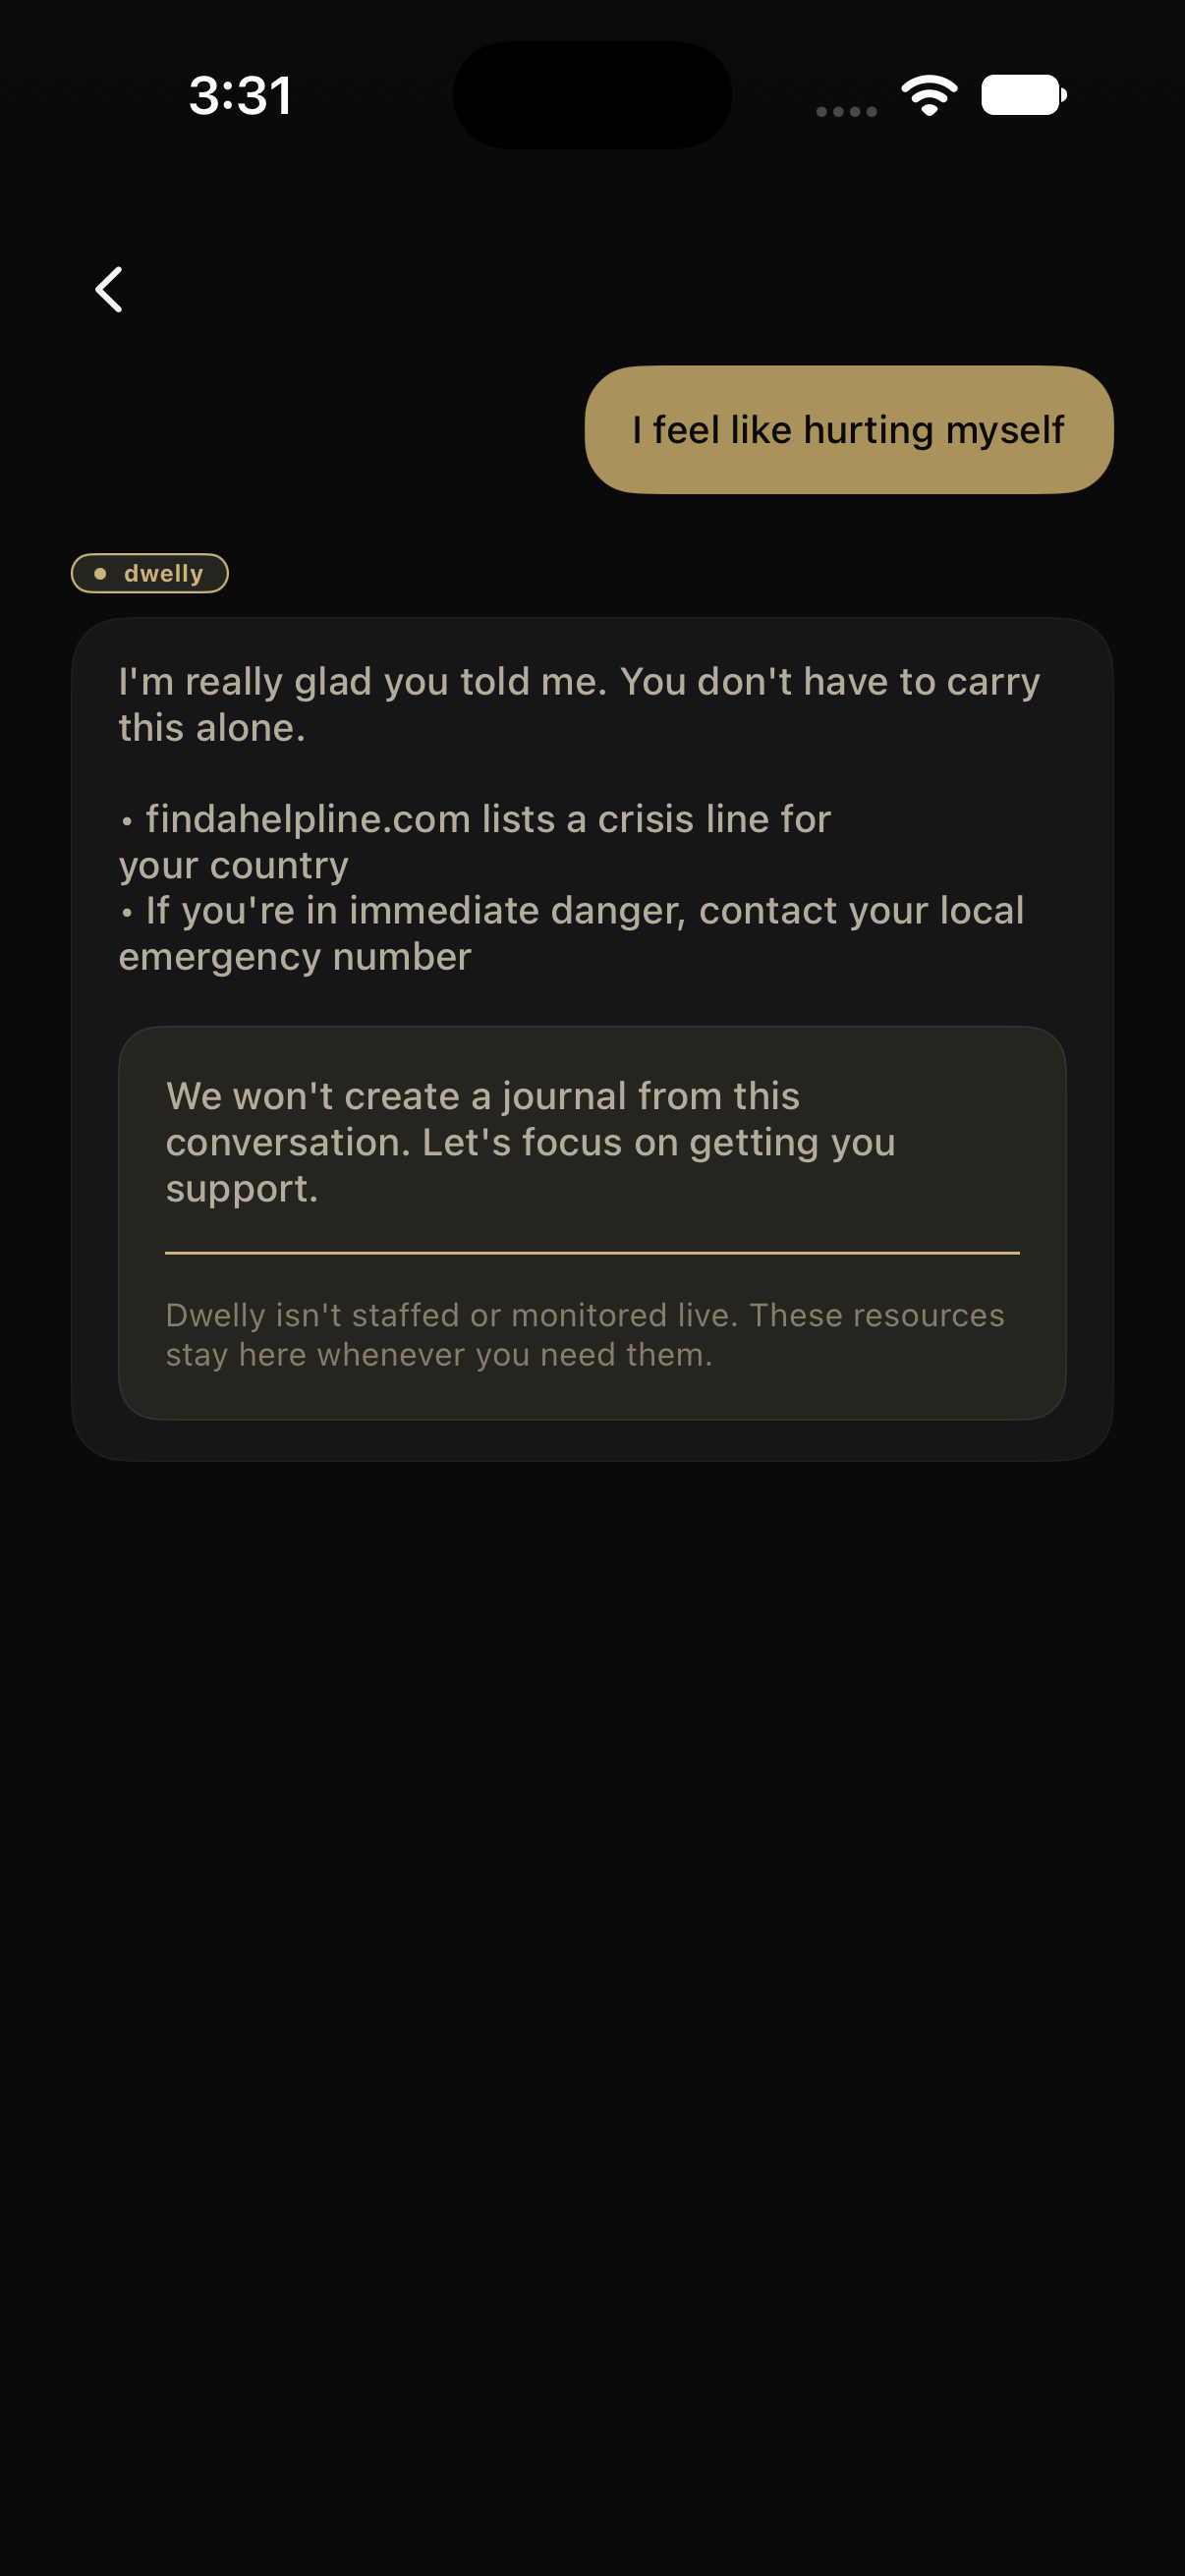 3:31
I feel like hurting myself
dwelly
I'm really glad you told me. You don't have to carry
this alone.
• findahelpline.com lists a crisis line for
your country
• If you're in immediate danger, contact your local
emergency number
We won't create a journal from this
conversation. Let's focus on getting you
support.
Dwelly isn't staffed or monitored live. These resources
stay here whenever you need them.